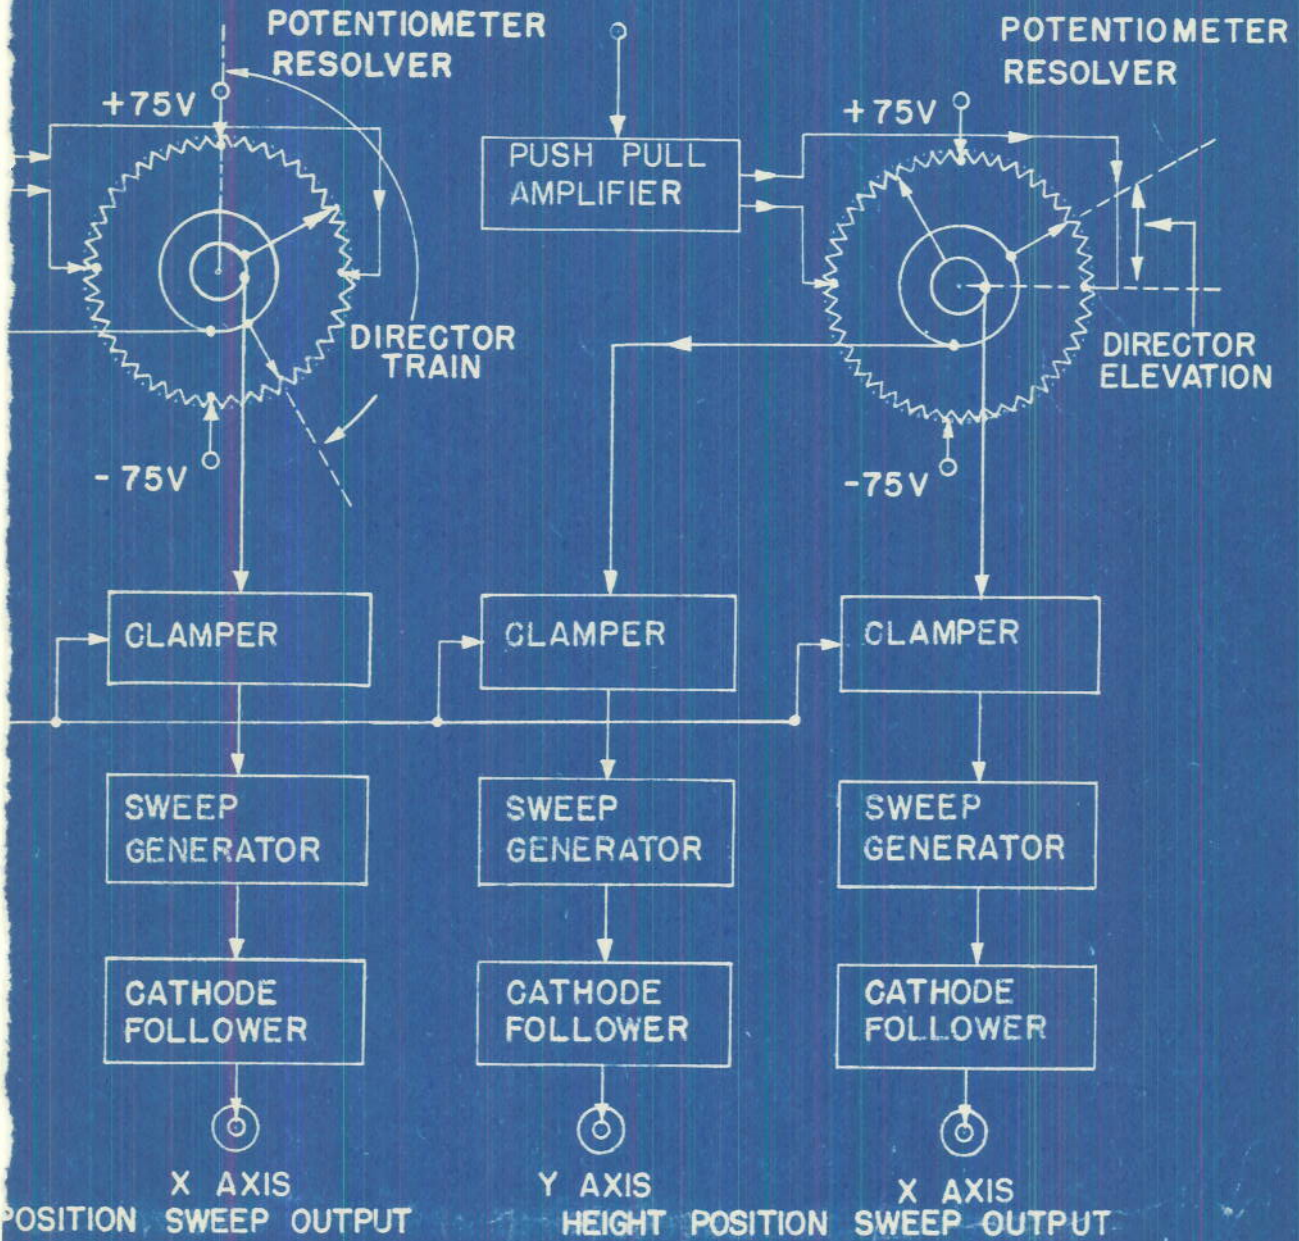 POTENTIOMETER
RESOLVER
+75V
DIRECTOR
TRAIN
- 75V
PUSH PULL
AMPLIFIER
POTENTIOMETER
RESOLVER
+75V
DIRECTOR
ELEVATION
-75V
CLAMPER
CLAMPER
CLAMPER
SWEEP
GENERATOR
SWEEP
GENERATOR
SWEEP
GENERATOR
CATHODE
FOLLOWER
CATHODE
FOLLOWER
CATHODE
FOLLOWER
X AXIS
POSITION SWEEP OUTPUT
Y AXIS
X AXIS
HEIGHT POSITION SWEEP OUTPUT